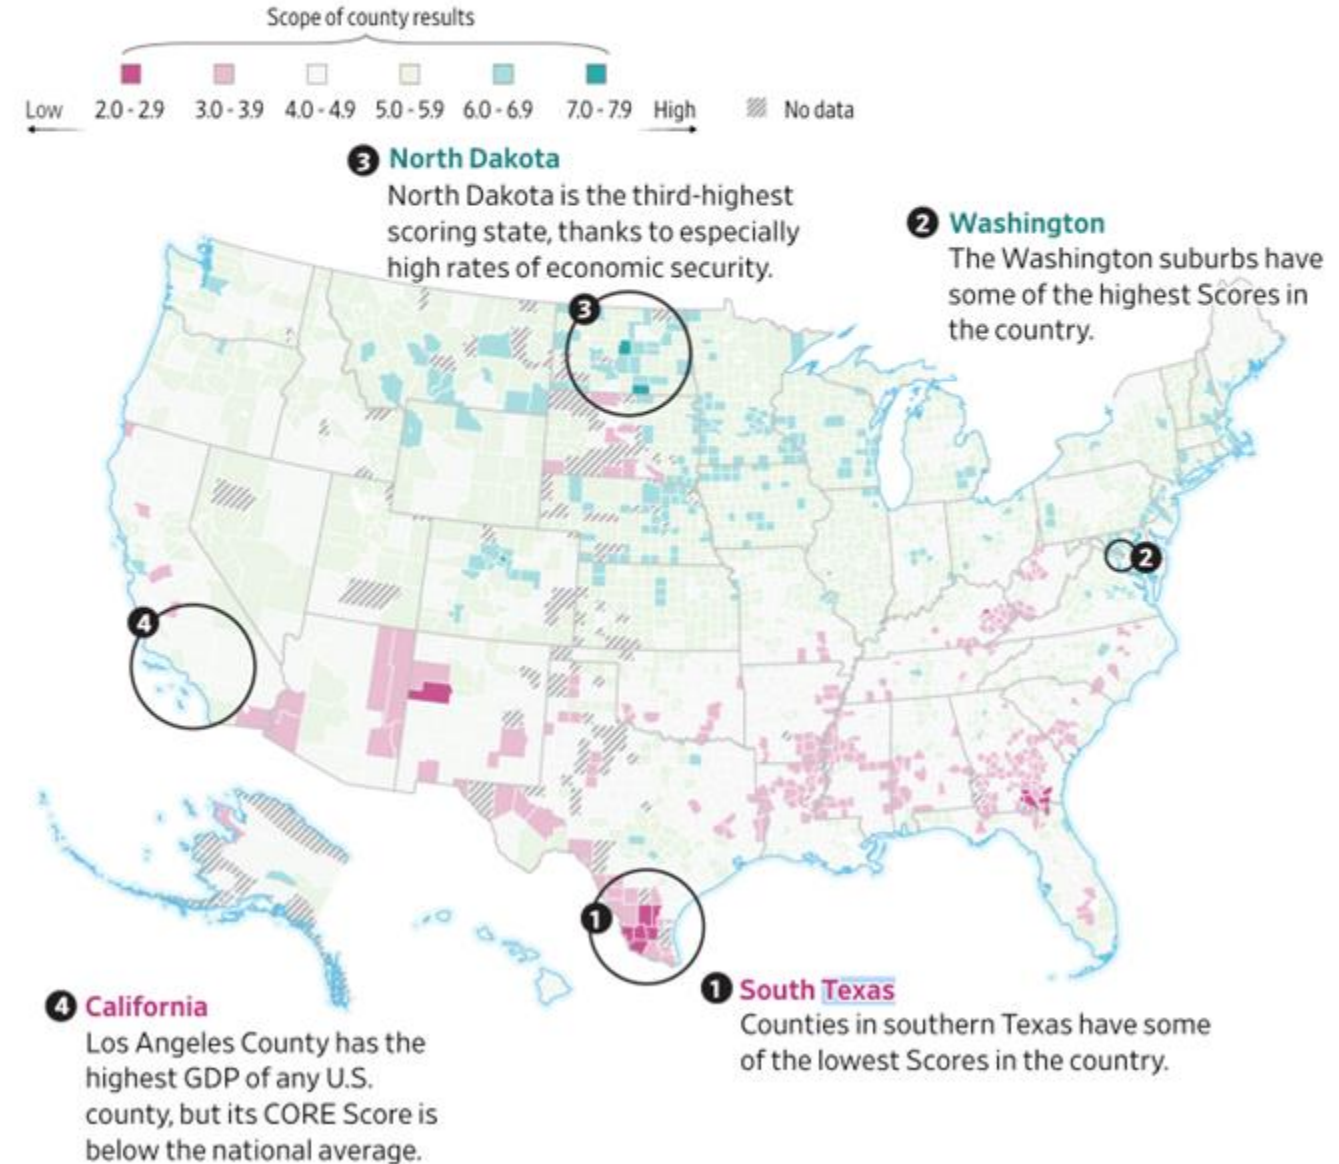 Scope of county results
Low 2.0 - 2.9 3.0 - 3.9 4.0 - 4.9 5.0 - 5.9 6.0 - 6.9 7.0 - 7.9 High No data
3 North Dakota
North Dakota is the third-highest
scoring state, thanks to especially
high rates of economic security.
2 Washington
The Washington suburbs have
some of the highest Scores in
the country.
3
2
4
1
1 South Texas
Counties in southern Texas have some
of the lowest Scores in the country.
4 California
Los Angeles County has the
highest GDP of any U.S.
county, but its CORE Score is
below the national average.